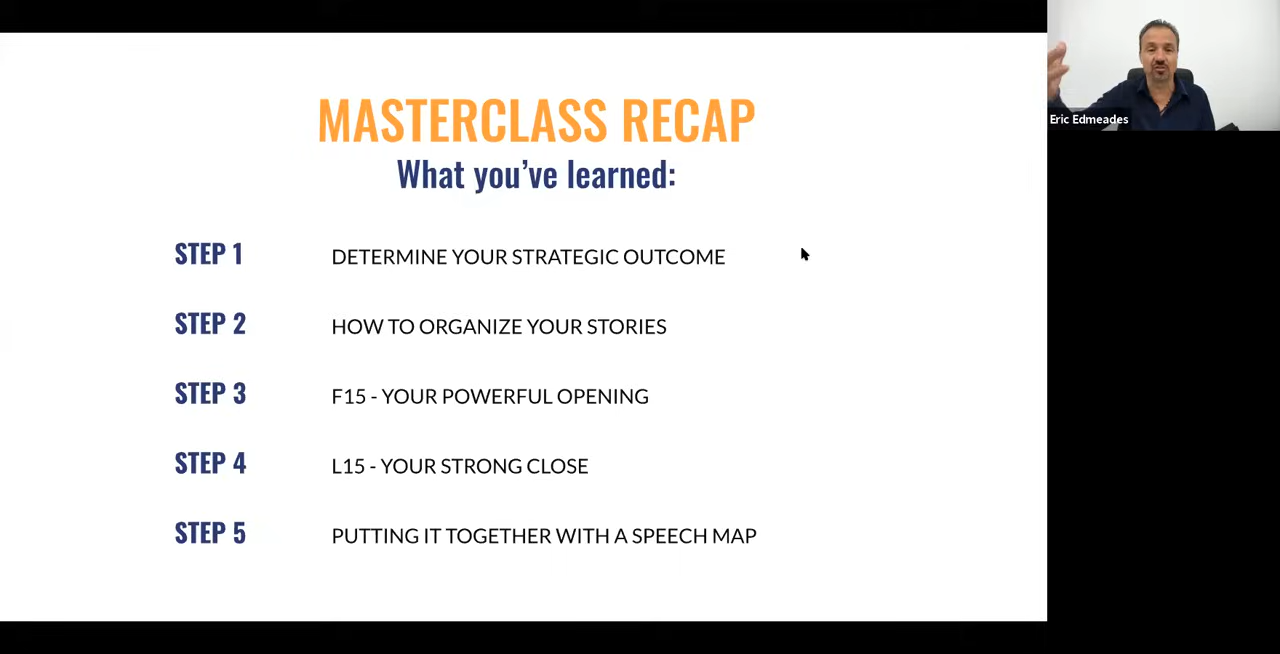 MASTERCLASS RECAP
What you've learned:
STEP 1 DETERMINE YOUR STRATEGIC OUTCOME
STEP 2 HOW TO ORGANIZE YOUR STORIES
STEP 3 F15 - YOUR POWERFUL OPENING
STEP 4 L15 - YOUR STRONG CLOSE
STEP 5 PUTTING IT TOGETHER WITH A SPEECH MAP
Eric Edmeades